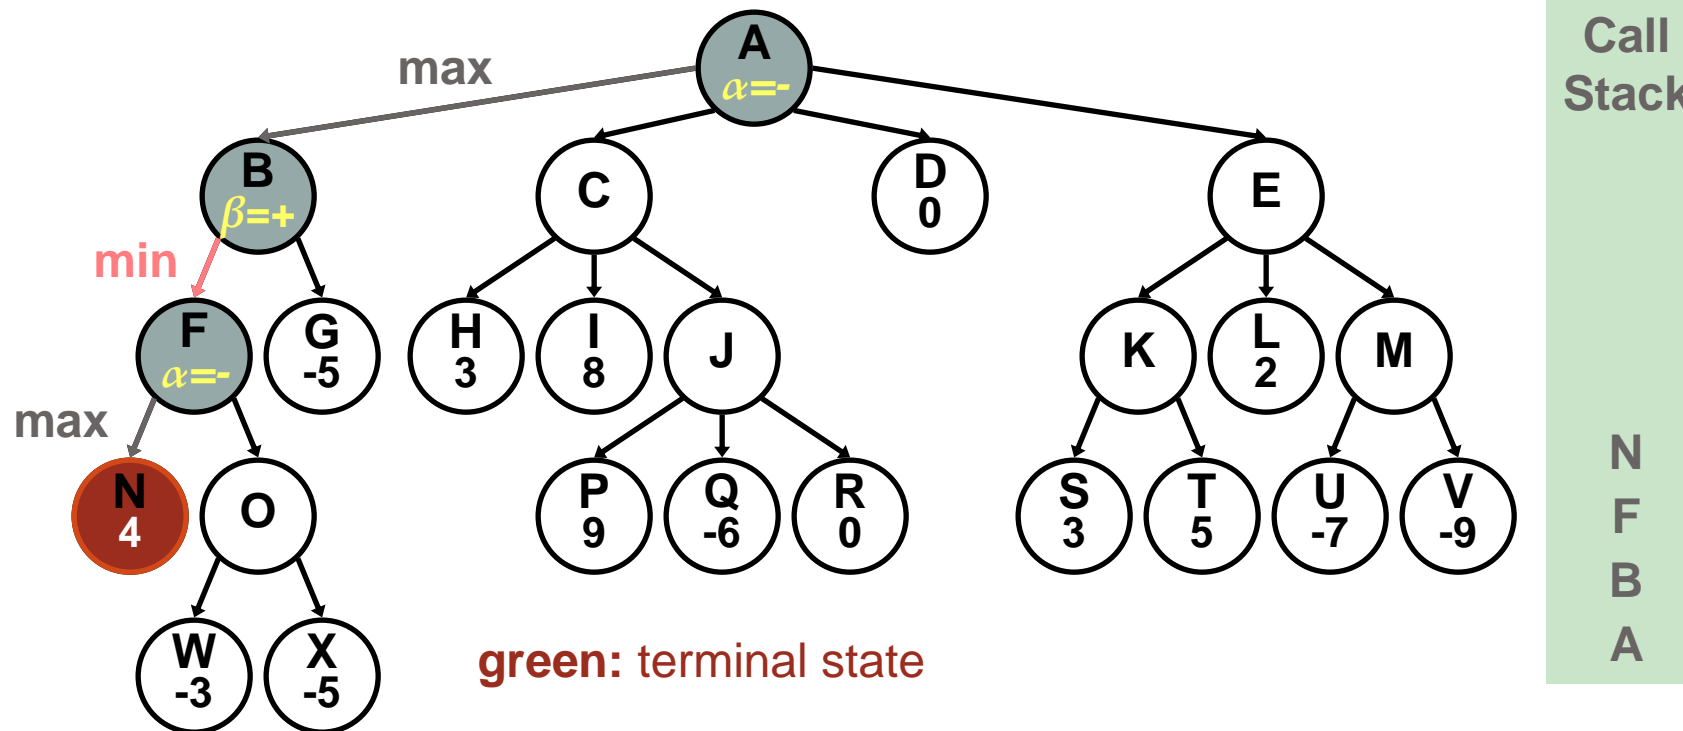 A
α=-
max
Call
Stack
B
β=+
C
D
0
E
min
F
α=-
G
-5
H
3
I
8
J
K
L
2
M
max
N
4
O
P
9
Q
-6
R
0
S
3
T
5
U
-7
V
-9
N
F
B
A
W
-3
X
-5
green: terminal state